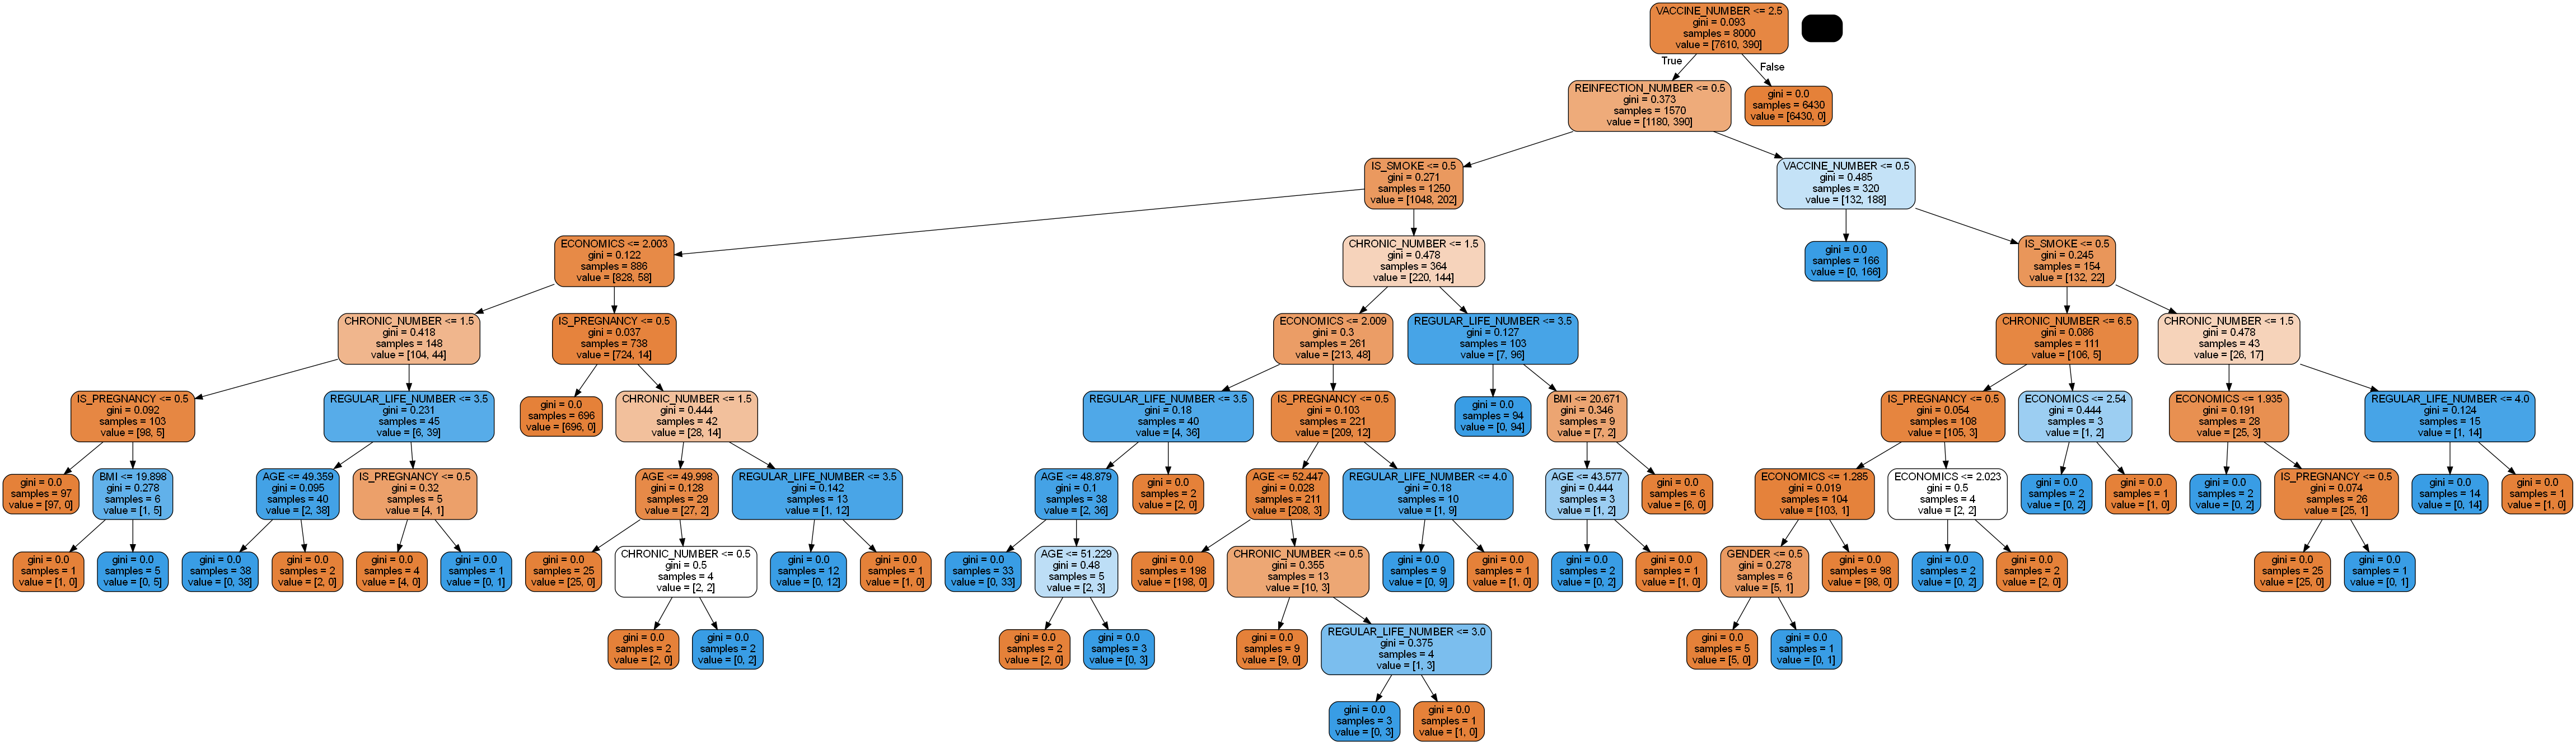 VACCINE_NUMBER <= 2.5
gini = 0.093
samples = 8000
value = [7610, 390]
True
False
REINFECTION_NUMBER <= 0.5
gini = 0.373
samples = 1570
value = [1180, 390]
gini = 0.0
samples = 6430
value = [6430, 0]
IS_SMOKE <= 0.5
gini = 0.271
samples = 1250
value = [1048, 202]
VACCINE_NUMBER <= 0.5
gini = 0.485
samples = 320
value = [132, 188]
ECONOMICS <= 2.003
gini = 0.122
samples = 886
value = [828, 58]
CHRONIC_NUMBER <= 1.5
gini = 0.478
samples = 364
value = [220, 144]
gini = 0.0
samples = 166
value = [0, 166]
IS_SMOKE <= 0.5
gini = 0.245
samples = 154
value = [132, 22]
CHRONIC_NUMBER <= 1.5
gini = 0.418
samples = 148
value = [104, 44]
IS_PREGNANCY <= 0.5
gini = 0.037
samples = 738
value = [724, 14]
ECONOMICS <= 2.009
gini = 0.3
samples = 261
value = [213, 48]
REGULAR_LIFE_NUMBER <= 3.5
gini = 0.127
samples = 103
value = [7, 96]
CHRONIC_NUMBER <= 6.5
gini = 0.086
samples = 111
value = [106, 5]
CHRONIC_NUMBER <= 1.5
gini = 0.478
samples = 43
value = [26, 17]
IS_PREGNANCY <= 0.5
gini = 0.092
samples = 103
value = [98, 5]
REGULAR_LIFE_NUMBER <= 3.5
gini = 0.231
samples = 45
value = [6, 39]
gini = 0.0
samples = 696
value = [696, 0]
CHRONIC_NUMBER <= 1.5
gini = 0.444
samples = 42
value = [28, 14]
REGULAR_LIFE_NUMBER <= 3.5
gini = 0.18
samples = 40
value = [4, 36]
IS_PREGNANCY <= 0.5
gini = 0.103
samples = 221
value = [209, 12]
gini = 0.0
samples = 94
value = [0, 94]
BMI <= 20.671
gini = 0.346
samples = 9
value = [7, 2]
IS_PREGNANCY <= 0.5
gini = 0.054
samples = 108
value = [105, 3]
ECONOMICS <= 2.54
gini = 0.444
samples = 3
value = [1, 2]
ECONOMICS <= 1.935
gini = 0.191
samples = 28
value = [25, 3]
REGULAR_LIFE_NUMBER <= 4.0
gini = 0.124
samples = 15
value = [1, 14]
gini = 0.0
samples = 97
value = [97, 0]
BMI <= 19.898
gini = 0.278
samples = 6
value = [1, 5]
AGE <= 49.359
gini = 0.095
samples = 40
value = [2, 38]
IS_PREGNANCY <= 0.5
gini = 0.32
samples = 5
value = [4, 1]
AGE <= 49.998
gini = 0.128
samples = 29
value = [27, 2]
REGULAR_LIFE_NUMBER <= 3.5
gini = 0.142
samples = 13
value = [1, 12]
AGE <= 48.879
gini = 0.1
samples = 38
value = [2, 36]
gini = 0.0
samples = 2
value = [2, 0]
AGE <= 52.447
gini = 0.028
samples = 211
value = [208, 3]
REGULAR_LIFE_NUMBER <= 4.0
gini = 0.18
samples = 10
value = [1, 9]
AGE <= 43.577
gini = 0.444
samples = 3
value = [1, 2]
gini = 0.0
samples = 6
value = [6, 0]
ECONOMICS <= 1.285
gini = 0.019
samples = 104
value = [103, 1]
ECONOMICS <= 2.023
gini = 0.5
samples = 4
value = [2, 2]
gini = 0.0
samples = 2
value = [0, 2]
gini = 0.0
samples = 1
value = [1, 0]
gini = 0.0
samples = 2
value = [0, 2]
IS_PREGNANCY <= 0.5
gini = 0.074
samples = 26
value = [25, 1]
gini = 0.0
samples = 14
value = [0, 14]
gini = 0.0
samples = 1
value = [1, 0]
gini = 0.0
samples = 1
value = [1, 0]
gini = 0.0
samples = 5
value = [0, 5]
gini = 0.0
samples = 38
value = [0, 38]
gini = 0.0
samples = 2
value = [2, 0]
gini = 0.0
samples = 4
value = [4, 0]
gini = 0.0
samples = 1
value = [0, 1]
gini = 0.0
samples = 25
value = [25, 0]
CHRONIC_NUMBER <= 0.5
gini = 0.5
samples = 4
value = [2, 2]
gini = 0.0
samples = 12
value = [0, 12]
gini = 0.0
samples = 1
value = [1, 0]
gini = 0.0
samples = 33
value = [0, 33]
AGE <= 51.229
gini = 0.48
samples = 5
value = [2, 3]
gini = 0.0
samples = 198
value = [198, 0]
CHRONIC_NUMBER <= 0.5
gini = 0.355
samples = 13
value = [10, 3]
gini = 0.0
samples = 9
value = [0, 9]
gini = 0.0
samples = 1
value = [1, 0]
gini = 0.0
samples = 2
value = [0, 2]
gini = 0.0
samples = 1
value = [1, 0]
GENDER <= 0.5
gini = 0.278
samples = 6
value = [5, 1]
gini = 0.0
samples = 98
value = [98, 0]
gini = 0.0
samples = 2
value = [0, 2]
gini = 0.0
samples = 2
value = [2, 0]
gini = 0.0
samples = 25
value = [25, 0]
gini = 0.0
samples = 1
value = [0, 1]
gini = 0.0
samples = 2
value = [2, 0]
gini = 0.0
samples = 2
value = [0, 2]
gini = 0.0
samples = 2
value = [2, 0]
gini = 0.0
samples = 3
value = [0, 3]
gini = 0.0
samples = 9
value = [9, 0]
REGULAR_LIFE_NUMBER <= 3.0
gini = 0.375
samples = 4
value = [1, 3]
gini = 0.0
samples = 5
value = [5, 0]
gini = 0.0
samples = 1
value = [0, 1]
gini = 0.0
samples = 3
value = [0, 3]
gini = 0.0
samples = 1
value = [1, 0]